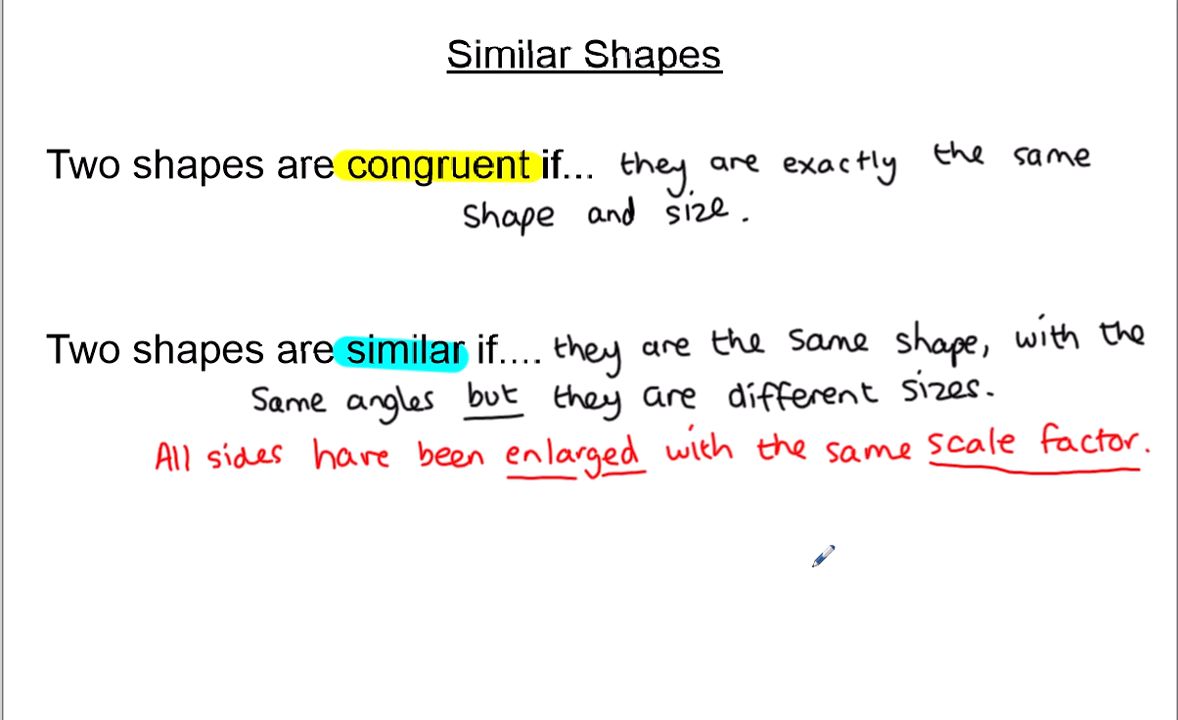 Similar Shapes
Two shapes are congruent if... they are exactly the same
shape and size.
Two shapes are similar if.... they are the same shape, with the
same angles but they are different sizes.
All sides have been enlarged with the same scale factor.